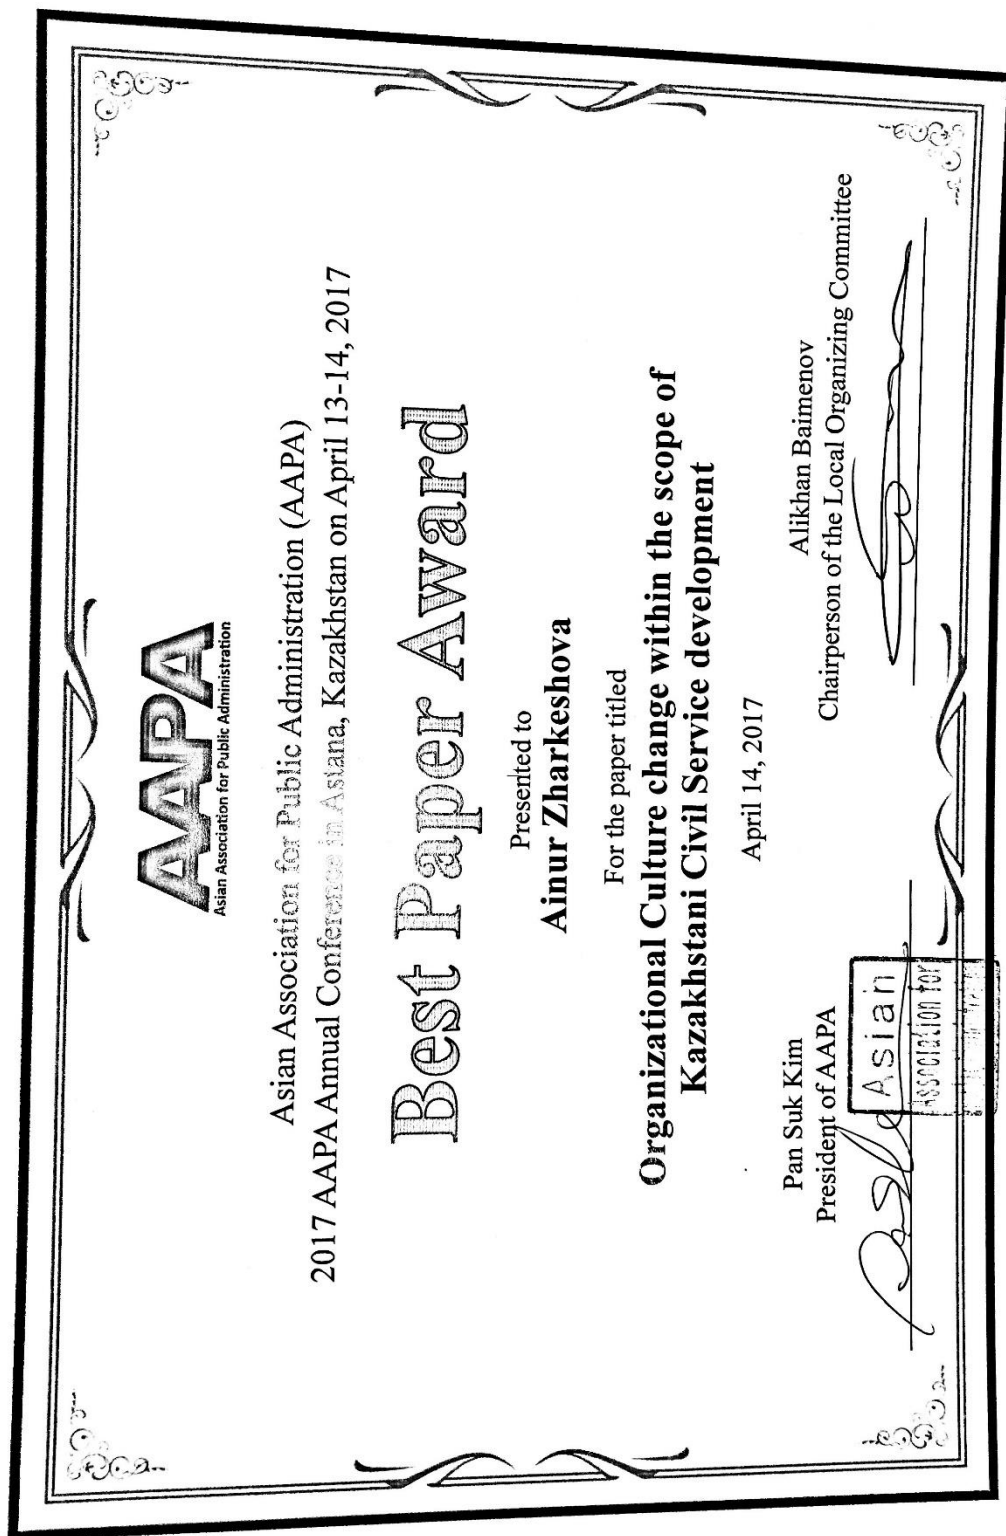 AAPA
Asian Association for Public Administration
Asian Association for Public Administration (AAPA)
2017 AAPA Annual Conference in Astana, Kazakhstan on April 13-14, 2017
Best Paper Award
Presented to
Ainur Zharkeshova
For the paper titled
Organizational Culture change within the scope of
Kazakhstani Civil Service development
April 14, 2017
Pan Suk Kim
President of AAPA
Asian
Association for
Alikhan Baimenov
Chairperson of the Local Organizing Committee